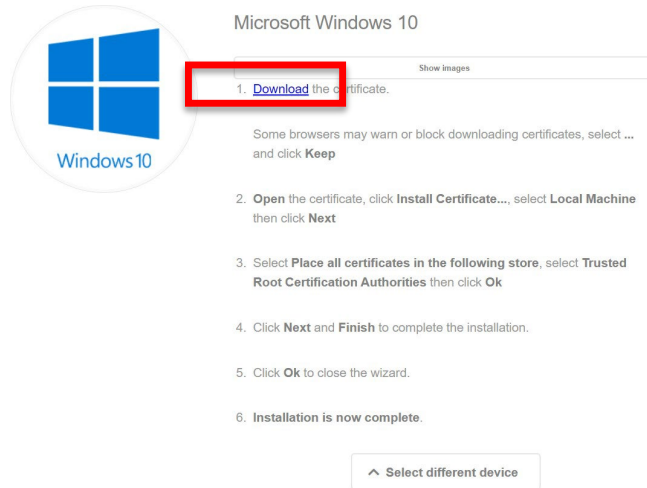 Microsoft Windows 10
Show images
1. Download the certificate.
Some browsers may warn or block downloading certificates, select ...
and click Keep
Windows 10
2. Open the certificate, click Install Certificate..., select Local Machine
then click Next
3. Select Place all certificates in the following store, select Trusted
Root Certification Authorities then click Ok
4. Click Next and Finish to complete the installation.
5. Click Ok to close the wizard.
6. Installation is now complete.
Select different device